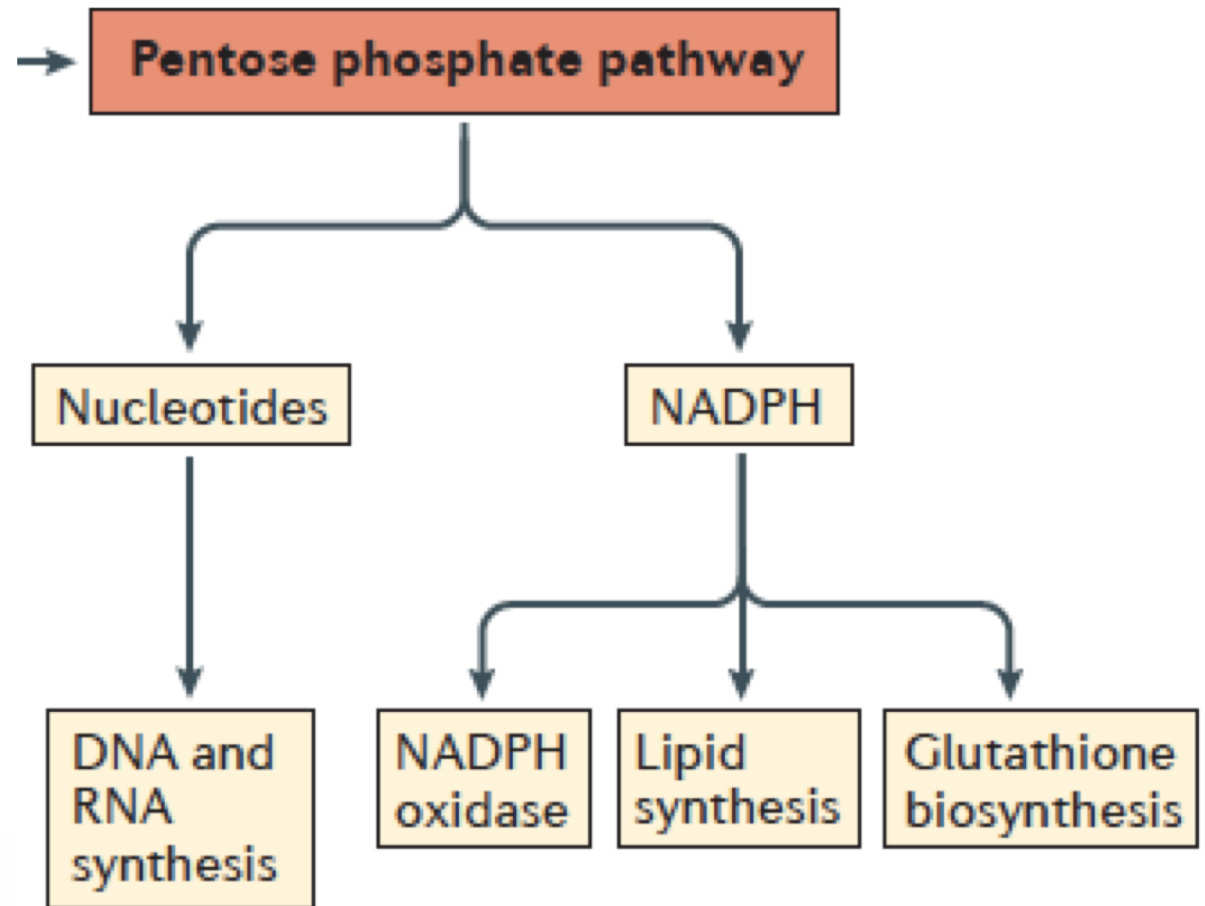 Pentose phosphate pathway
Nucleotides
NADPH
DNA and
RNA
synthesis
NADPH
oxidase
Lipid
synthesis
Glutathione
biosynthesis